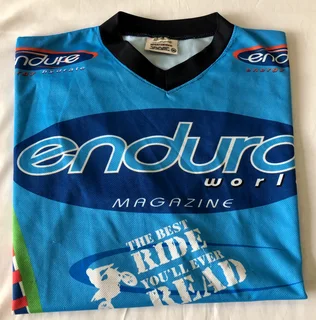 enduro
enduro
enduro
world
MAGAZINE
THE BEST
RIDE
YOU'LL EVER
READ